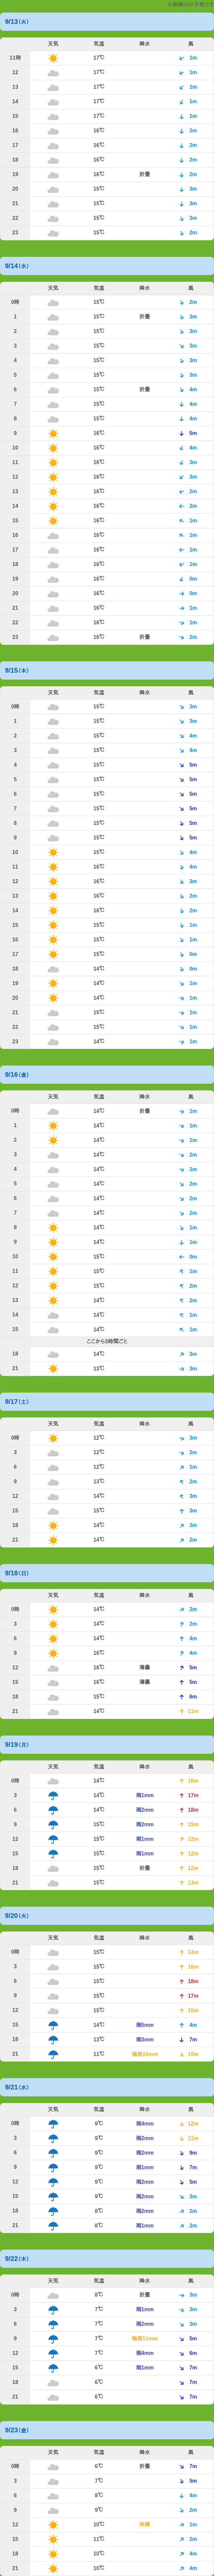 ※岩稜山の予報です
9/13（火）
天気 気温 降水 風
11時 17℃ 1m
12 17℃ 1m
13 17℃ 1m
14 17℃ 1m
15 17℃ 1m
16 16℃ 2m
17 16℃ 2m
18 16℃ 2m
19 16℃ 折曇 2m
20 15℃ 3m
21 15℃ 3m
22 15℃ 3m
23 15℃ 2m
9/14（水）
天気 気温 降水 風
0時 15℃ 2m
1 15℃ 折曇 3m
2 15℃ 3m
3 15℃ 3m
4 15℃ 3m
5 15℃ 3m
6 15℃ 折曇 4m
7 15℃ 4m
8 15℃ 4m
9 16℃ 5m
10 16℃ 4m
11 16℃ 3m
12 16℃ 3m
13 16℃ 2m
14 16℃ 2m
15 16℃ 1m
16 16℃ 1m
17 16℃ 1m
18 16℃ 1m
19 16℃ 0m
20 16℃ 0m
21 16℃ 1m
22 16℃ 1m
23 16℃ 折曇 2m
9/15（木）
天気 気温 降水 風
0時 15℃ 3m
1 15℃ 3m
2 15℃ 4m
3 15℃ 4m
4 15℃ 5m
5 15℃ 5m
6 15℃ 5m
7 15℃ 5m
8 15℃ 5m
9 15℃ 5m
10 15℃ 4m
11 16℃ 4m
12 16℃ 3m
13 16℃ 2m
14 16℃ 2m
15 15℃ 1m
16 15℃ 1m
17 15℃ 0m
18 14℃ 0m
19 14℃ 1m
20 14℃ 1m
21 15℃ 1m
22 15℃ 1m
23 14℃ 1m
9/16（金）
天気 気温 降水 風
0時 14℃ 折曇 1m
1 14℃ 1m
2 14℃ 1m
3 14℃ 2m
4 14℃ 2m
5 14℃ 2m
6 14℃ 2m
7 14℃ 2m
8 14℃ 1m
9 14℃ 1m
10 15℃ 0m
11 15℃ 1m
12 15℃ 2m
13 14℃ 2m
14 14℃ 1m
15 14℃ 1m
ここから3時間ごと
18 14℃ 3m
21 13℃ 3m
9/17（土）
天気 気温 降水 風
0時 12℃ 3m
3 12℃ 2m
6 12℃ 1m
9 13℃ 2m
12 14℃ 3m
15 15℃ 3m
18 14℃ 3m
21 14℃ 2m
9/18（日）
天気 気温 降水 風
0時 14℃ 2m
3 14℃ 2m
6 14℃ 4m
9 16℃ 4m
12 16℃ 薄曇 5m
15 16℃ 薄曇 5m
18 15℃ 6m
21 14℃ 11m
9/19（月）
天気 気温 降水 風
0時 14℃ 16m
3 14℃ 雨1mm 17m
6 14℃ 雨2mm 18m
9 15℃ 雨2mm 15m
12 15℃ 雨1mm 12m
15 15℃ 雨1mm 12m
18 15℃ 折曇 12m
21 15℃ 13m
9/20（火）
天気 気温 降水 風
0時 15℃ 14m
3 15℃ 16m
6 15℃ 18m
9 15℃ 17m
12 15℃ 15m
15 14℃ 雨5mm 4m
18 13℃ 雨3mm 7m
21 11℃ 強雨16mm 10m
9/21（水）
天気 気温 降水 風
0時 9℃ 雨4mm 12m
3 9℃ 雨2mm 11m
6 9℃ 雨2mm 9m
9 9℃ 雨1mm 7m
12 9℃ 雨2mm 5m
15 9℃ 雨2mm 3m
18 8℃ 雨2mm 2m
21 8℃ 雨1mm 2m
9/22（木）
天気 気温 降水 風
0時 8℃ 折曇 3m
3 7℃ 雨1mm 3m
6 7℃ 雨2mm 3m
9 7℃ 強雨11mm 5m
12 7℃ 雨4mm 6m
15 6℃ 雨1mm 7m
18 6℃ 7m
21 6℃ 7m
9/23（金）
天気 気温 降水 風
0時 6℃ 折曇 7m
3 7℃ 5m
6 8℃ 4m
9 9℃ 2m
12 10℃ 快晴 1m
15 11℃ 2m
18 10℃ 4m
21 10℃ 4m